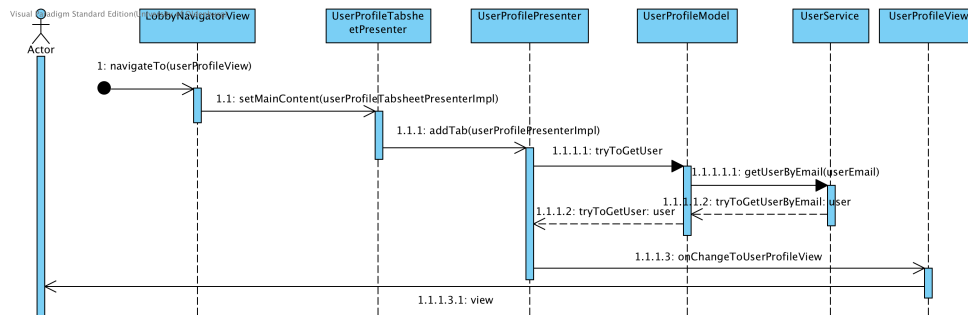 Visual Paradigm Standard Edition(
LobbyNavigatorView
UserProfileTabshe
etPresenter
UserProfilePresenter
UserProfileModel
UserService
UserProfileView
Actor
1: navigateTo(userProfileView)
1.1: setMainContent(userProfileTabsheetPresenterImpl)
1.1.1: addTab(userProfilePresenterImpl)
1.1.1.1: tryToGetUser
1.1.1.1.1: getUserByEmail(userEmail)
1.1.1.1.2: tryToGetUserByEmail: user
1.1.1.2: tryToGetUser: user
1.1.1.3: onChangeToUserProfileView
1.1.1.3.1: view